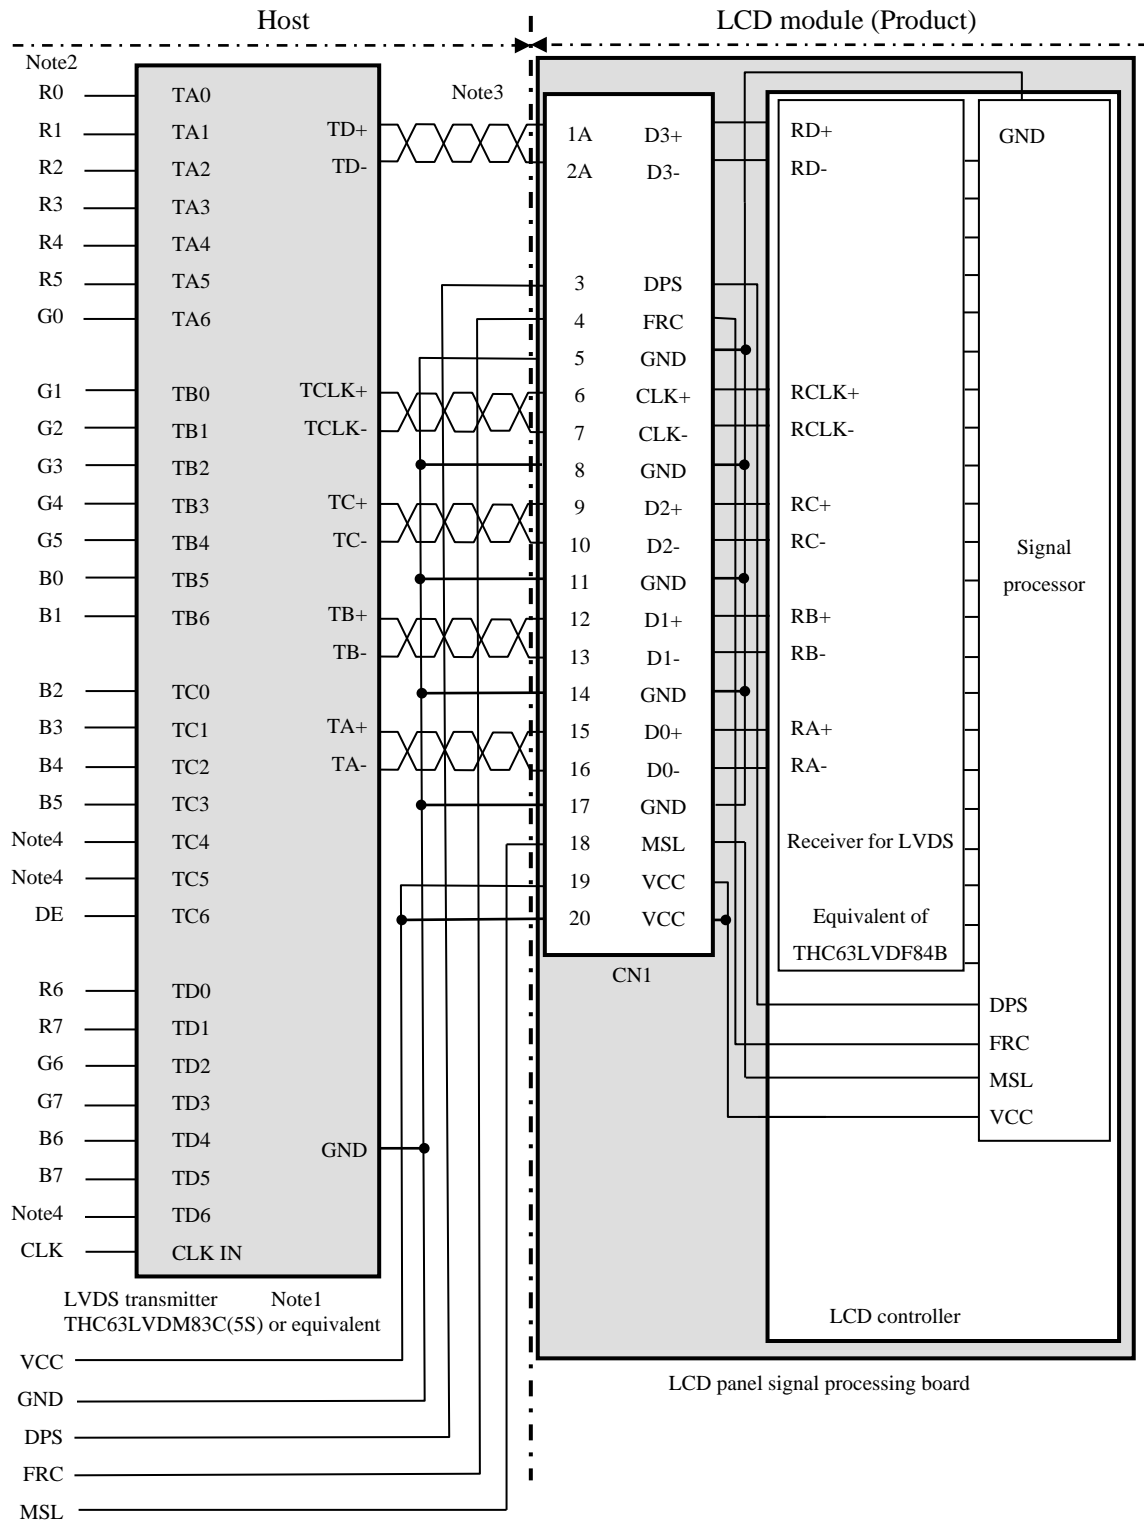 Host
LCD module (Product)
Note2
R0
R1
R2
R3
R4
R5
G0
G1
G2
G3
G4
G5
B0
B1
B2
B3
B4
B5
Note4
Note4
DE
R6
R7
G6
G7
B6
B7
Note4
CLK
TA0
TA1
TA2
TA3
TA4
TA5
TA6
TB0
TB1
TB2
TB3
TB4
TB5
TB6
TC0
TC1
TC2
TC3
TC4
TC5
TC6
TD0
TD1
TD2
TD3
TD4
TD5
TD6
CLK IN
TD+
TD-
TCLK+
TCLK-
TC+
TC-
TB+
TB-
TA+
TA-
GND
Note3
1A D3+
2A D3-
3 DPS
4 FRC
5 GND
6 CLK+
7 CLK-
8 GND
9 D2+
10 D2-
11 GND
12 D1+
13 D1-
14 GND
15 D0+
16 D0-
17 GND
18 MSL
19 VCC
20 VCC
CN1
RD+
RD-
RCLK+
RCLK-
RC+
RC-
RB+
RB-
RA+
RA-
Receiver for LVDS
Equivalent of
THC63LVDF84B
GND
Signal
processor
DPS
FRC
MSL
VCC
LCD controller
LCD panel signal processing board
LVDS transmitter Note1
THC63LVDM83C(5S) or equivalent
VCC
GND
DPS
FRC
MSL